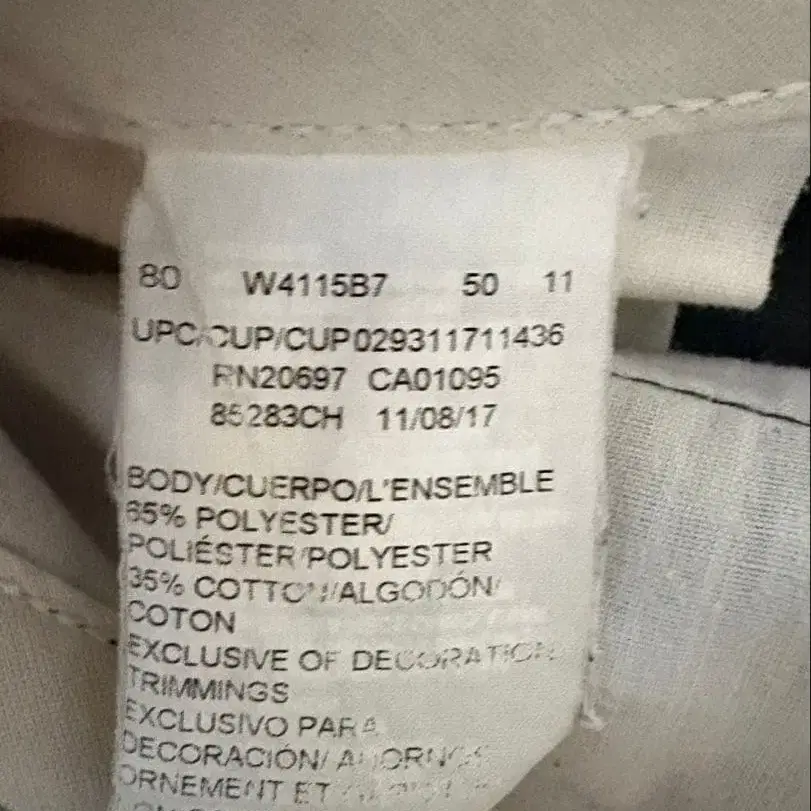 80 W4115B7 50 11
UPC/CUP/CUP029311711436
RN20697 CA01095
85283CH 11/08/17
BODY/CUERPO/L'ENSEMBLE
65% POLYESTER/
POLIÉSTER/POLYESTER
35% COTTON/ALGODÓN/
COTON
EXCLUSIVE OF DECORATION
TRIMMINGS
EXCLUSIVO PARA
DECORACIÓN/ ADORNOS
ORNEMENT ET